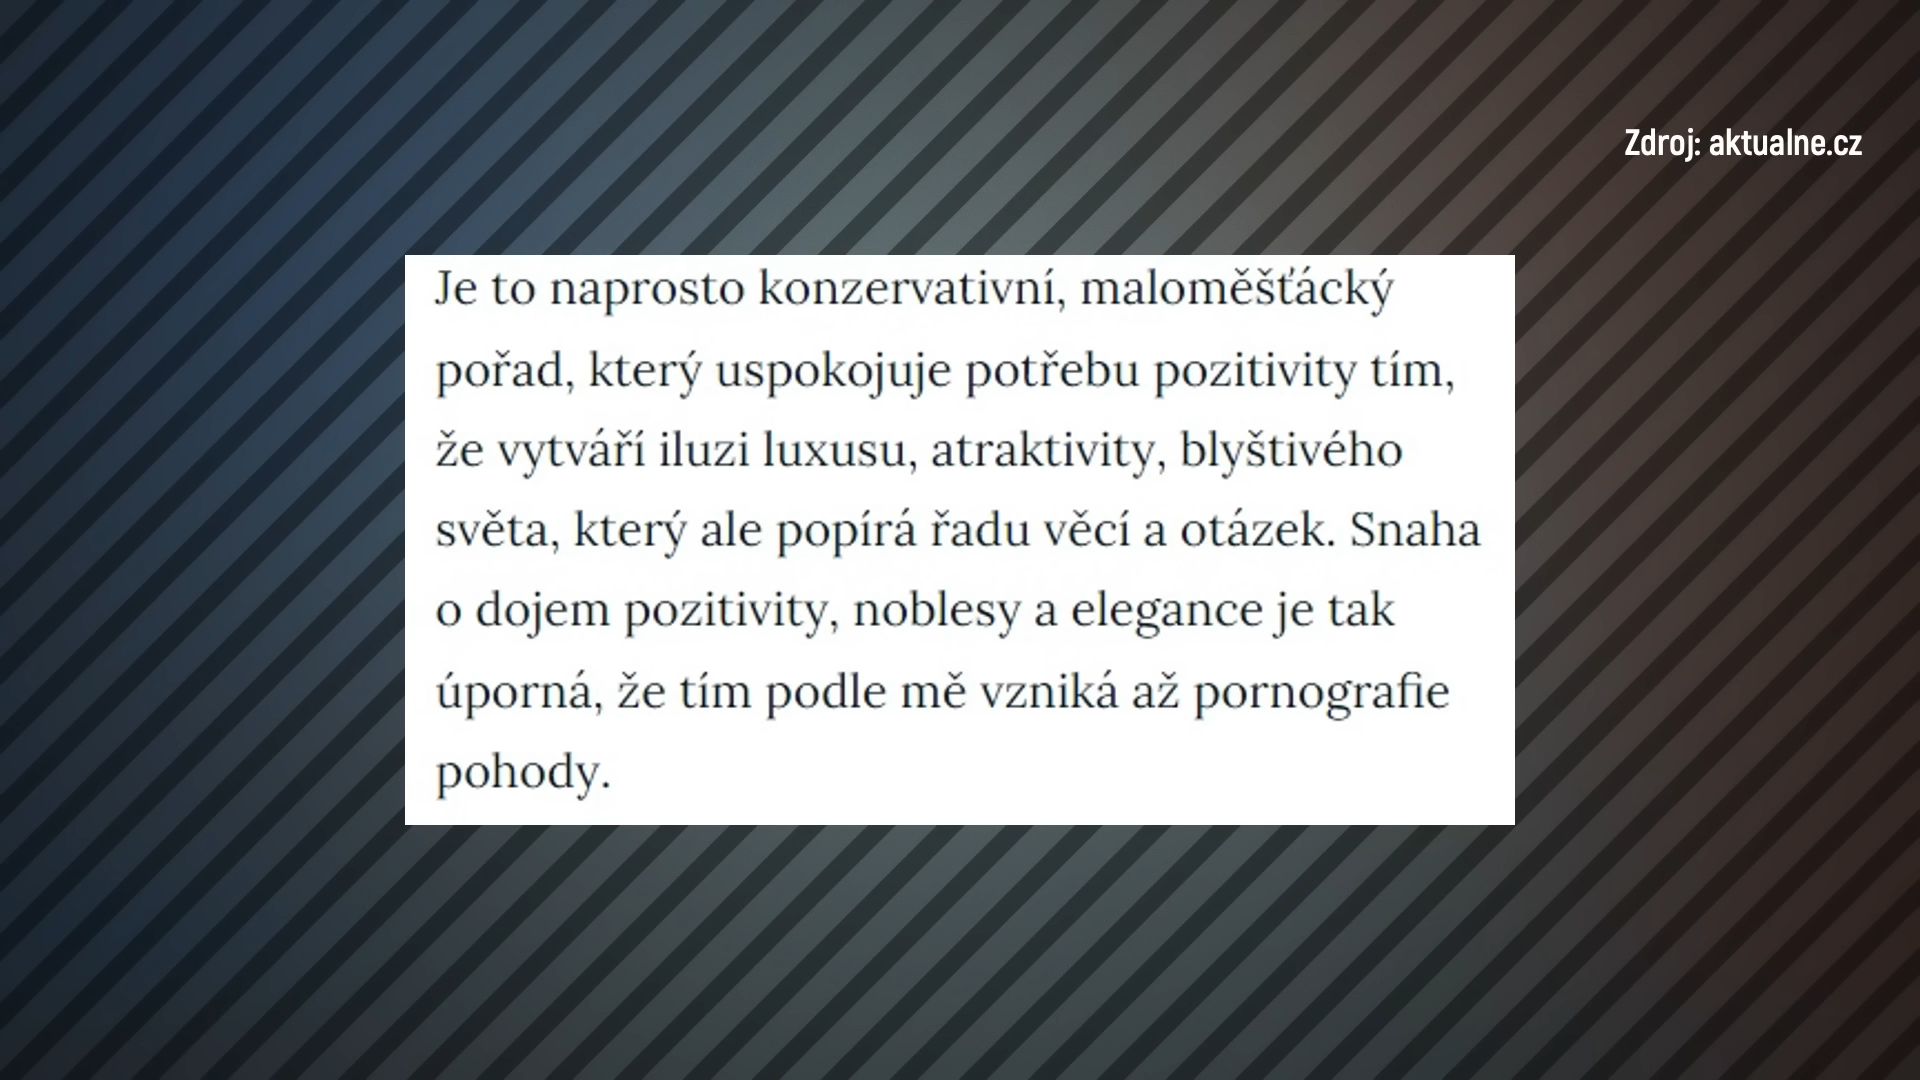 Zdroj: aktualne.cz
Je to naprosto konzervativní, maloměšťácký
pořad, který uspokojuje potřebu pozitivity tím,
že vytváří iluzi luxusu, atraktivity, blyštivého
světa, který ale popírá řadu věcí a otázek. Snaha
o dojem pozitivity, noblesy a elegance je tak
úporná, že tím podle mě vzniká až pornografie
pohody.